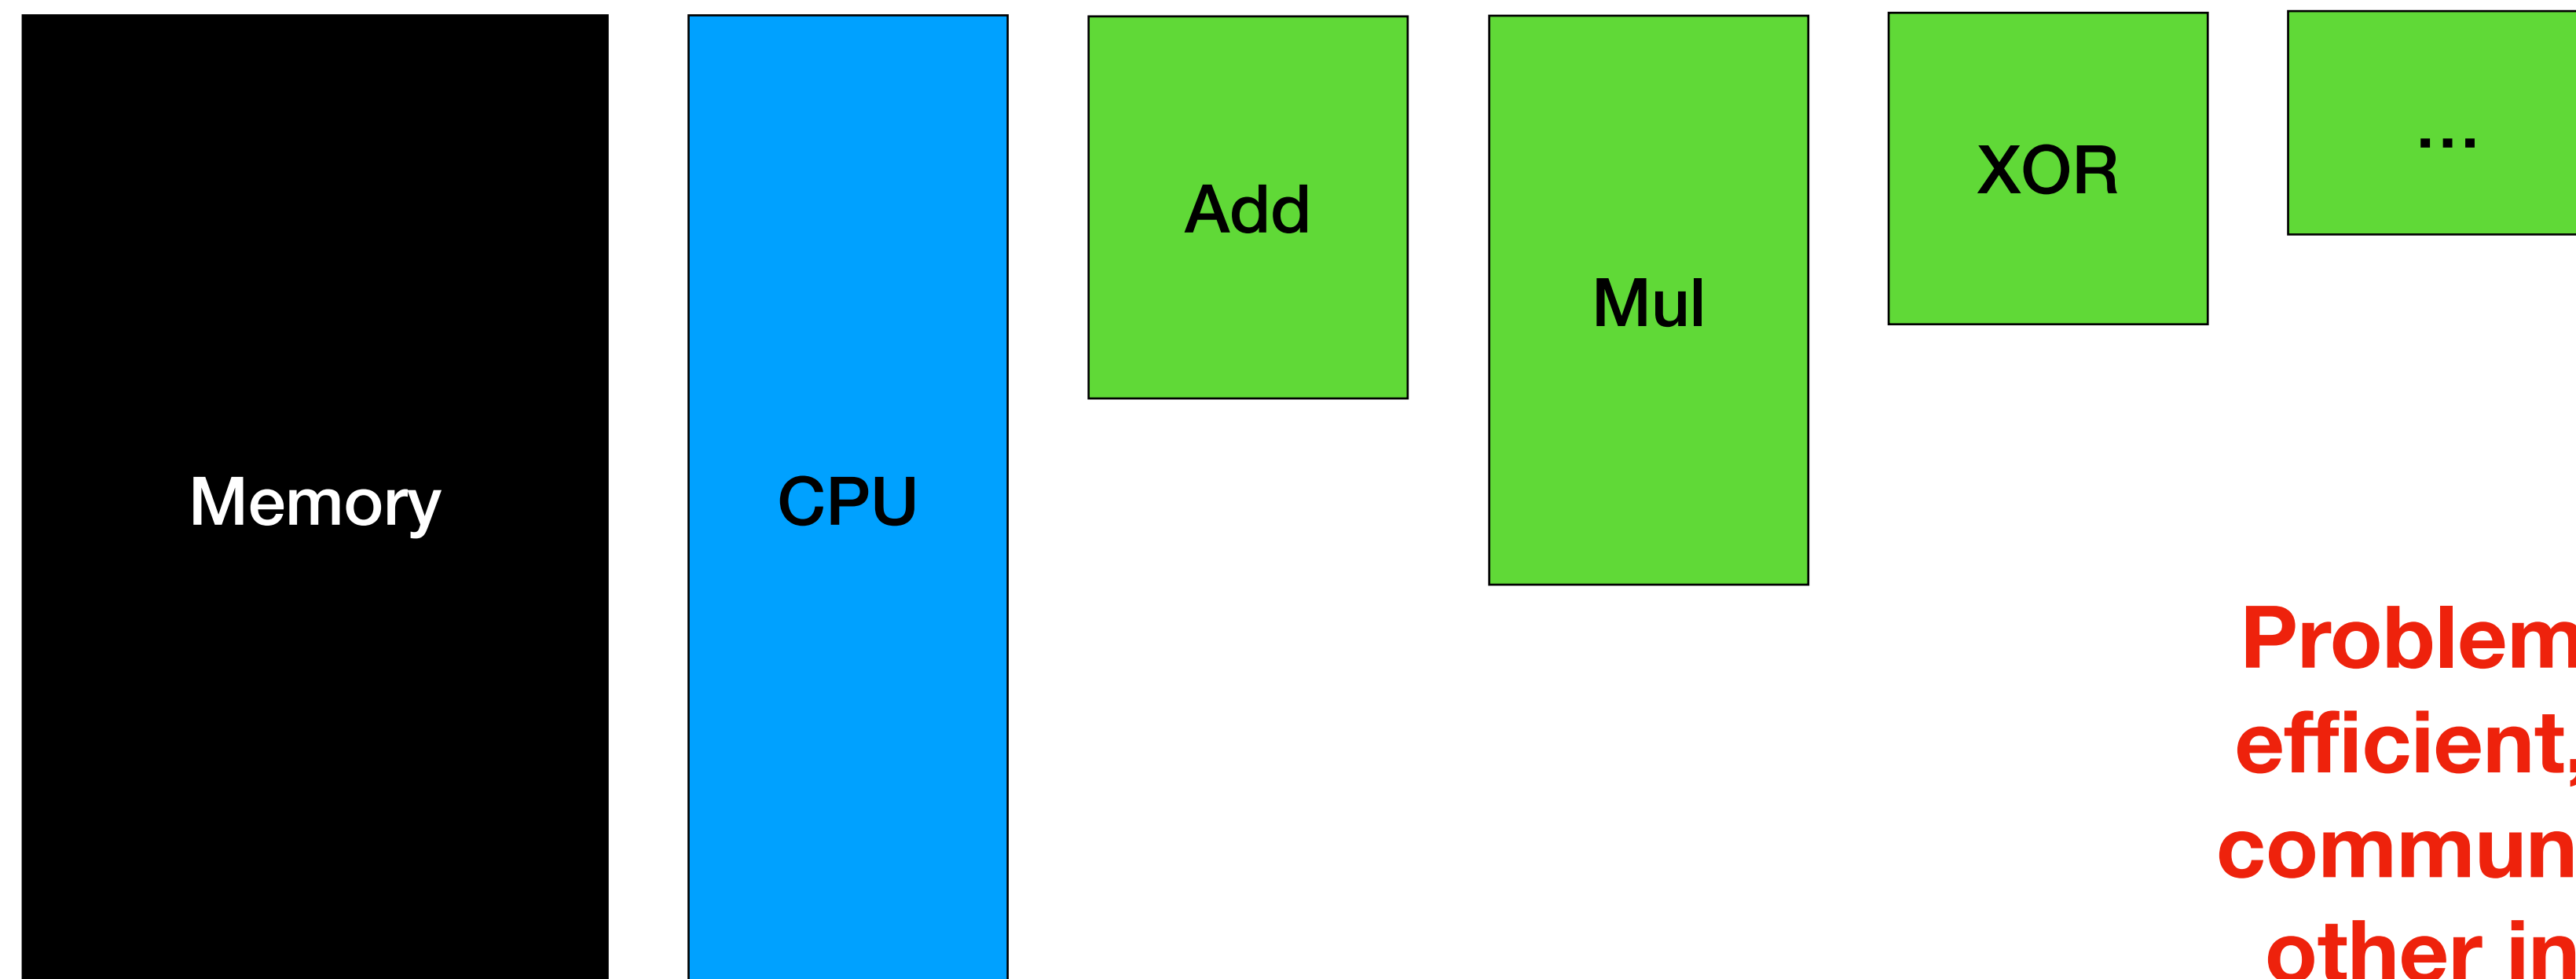 Memory
CPU
Add
Mul
XOR
...
Problem
efficient,
commun
other in